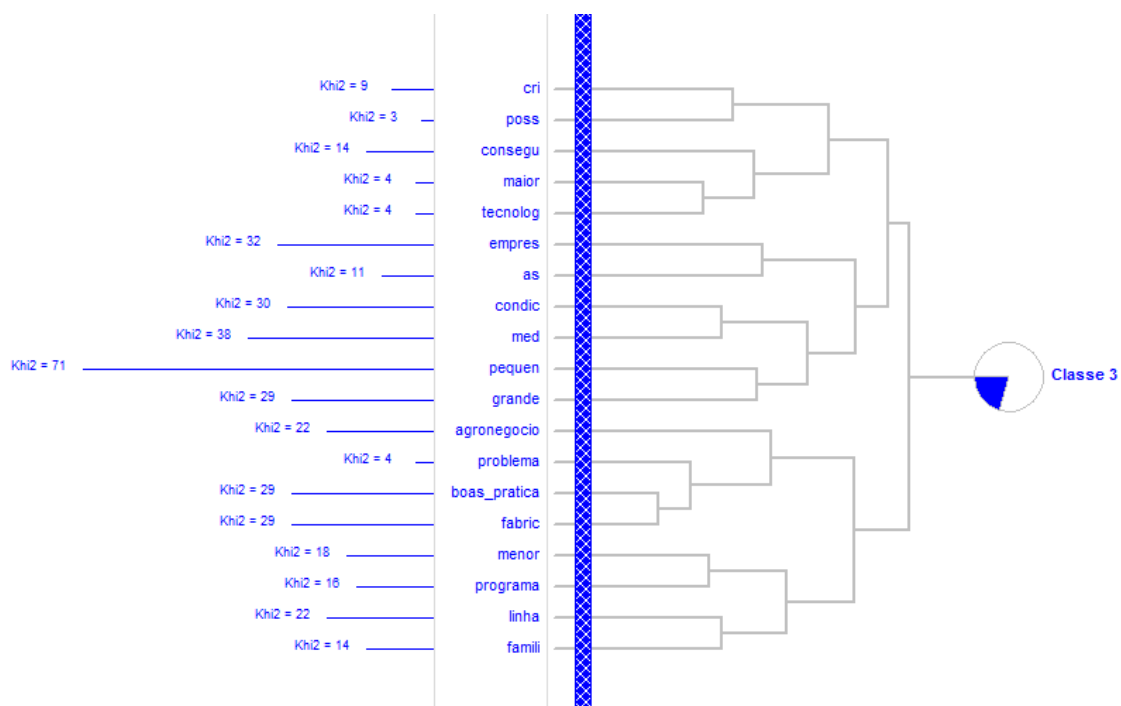 Khi2 = 9 cri
Khi2 = 3 poss
Khi2 = 14 consegu
Khi2 = 4 maior
Khi2 = 4 tecnolog
Khi2 = 32 empres
Khi2 = 11 as
Khi2 = 30 condic
Khi2 = 38 med
Khi2 = 71 pequen
Khi2 = 29 grande
Classe 3
Khi2 = 22 agronegocio
Khi2 = 4 problema
Khi2 = 29 boas_pratica
Khi2 = 29 fabric
Khi2 = 18 menor
Khi2 = 16 programa
Khi2 = 22 linha
Khi2 = 14 famili